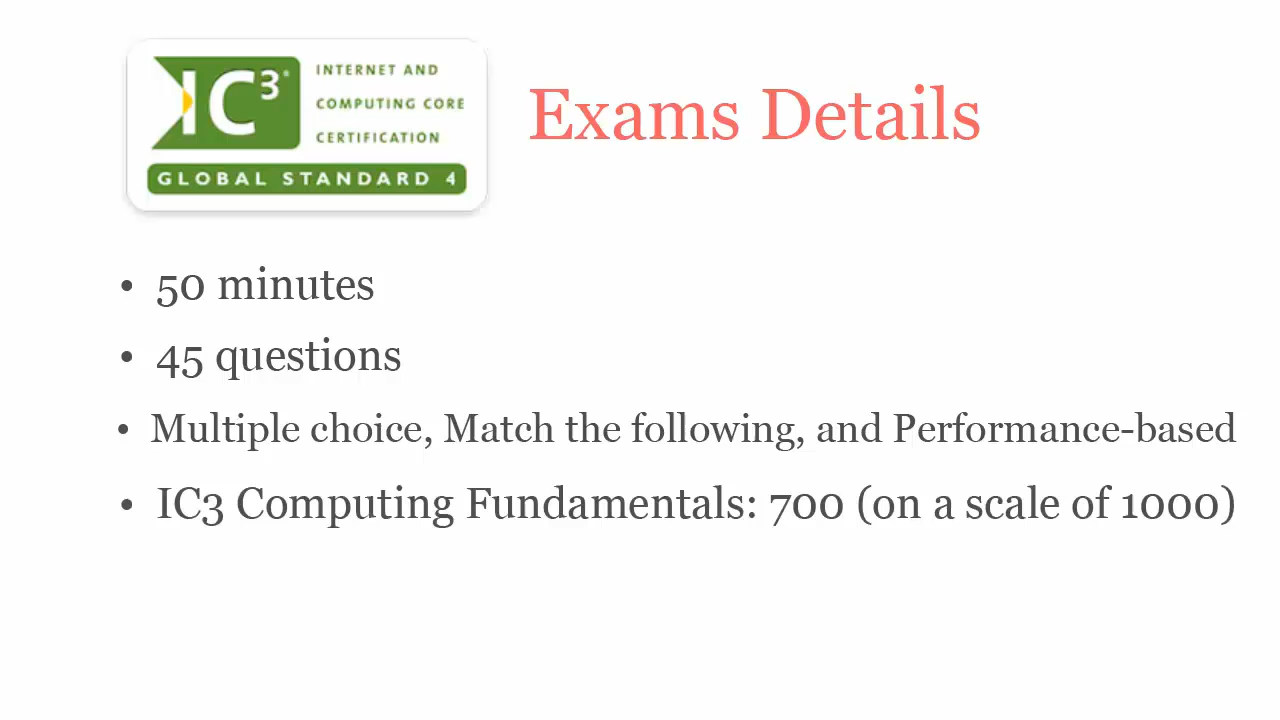 IC3®
INTERNET AND
COMPUTING CORE
CERTIFICATION
GLOBAL STANDARD 4
Exams Details
• 50 minutes
• 45 questions
• Multiple choice, Match the following, and Performance-based
• IC3 Computing Fundamentals: 700 (on a scale of 1000)